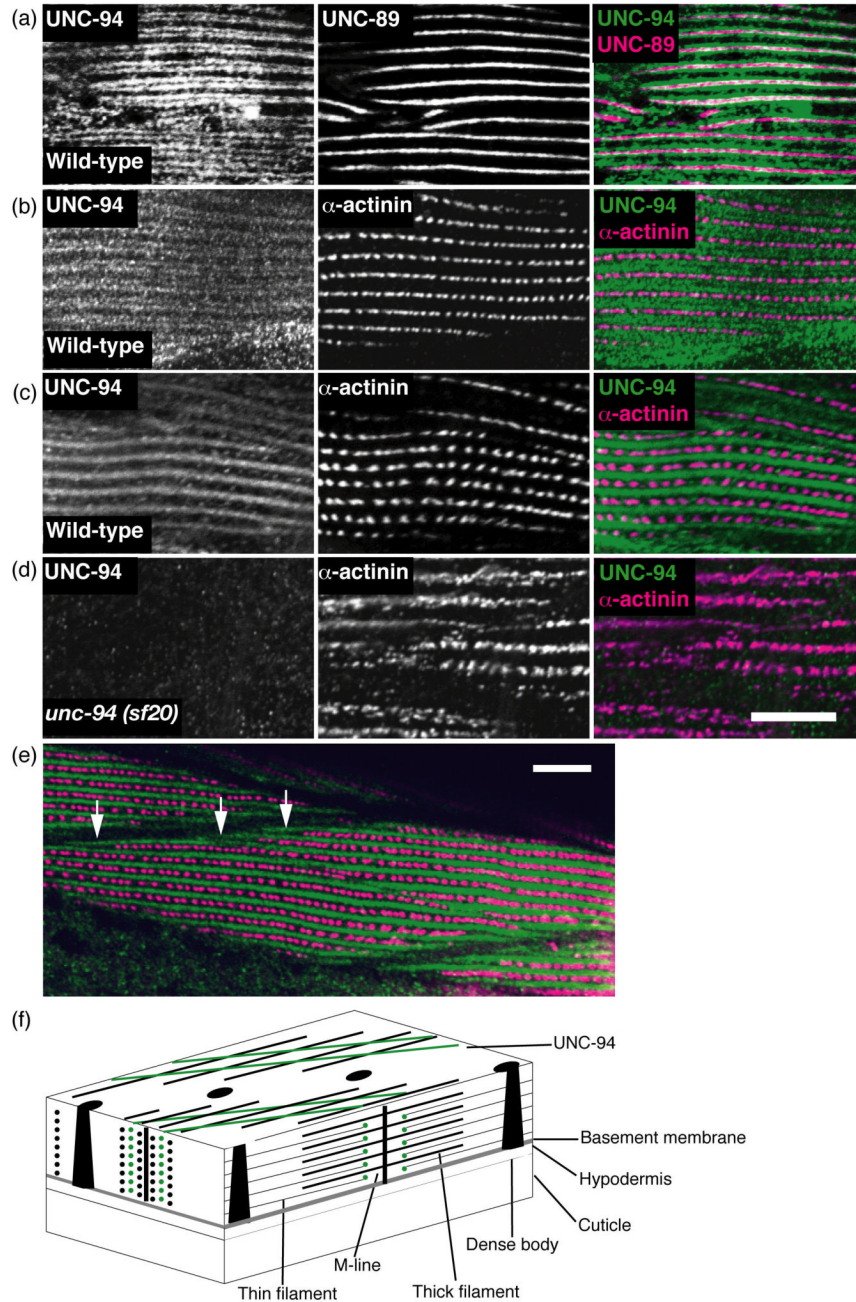 (a)
UNC-94
UNC-89
UNC-94
UNC-89
Wild-type
(b)
UNC-94
α-actinin
UNC-94
α-actinin
Wild-type
(c)
UNC-94
α-actinin
UNC-94
α-actinin
Wild-type
(d)
UNC-94
α-actinin
UNC-94
α-actinin
unc-94 (sf20)
(e)
(f)
UNC-94
Basement membrane
Hypodermis
Cuticle
Dense body
M-line
Thick filament
Thin filament